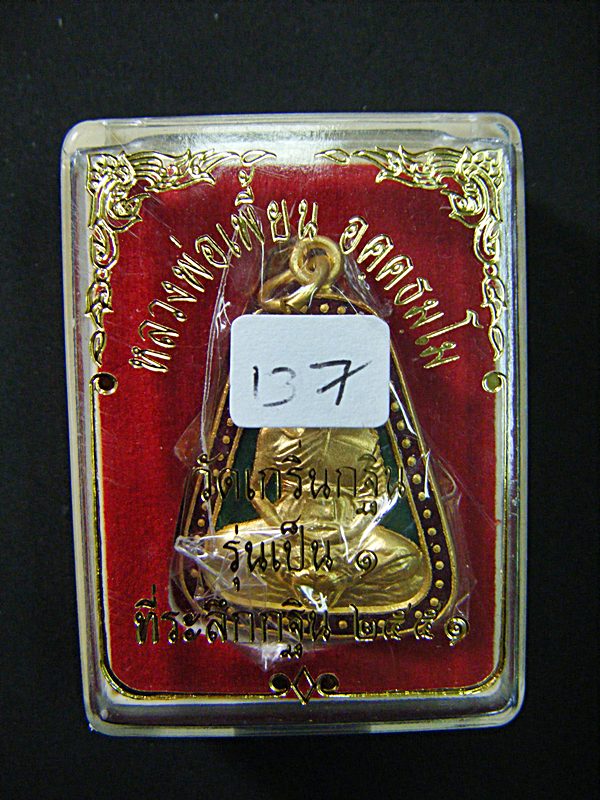 หลวงพ่อเพี้ยน อคฺคธมฺโม
137
วัดเกริ่นกฐิน
รุ่นเป็น ๑
ที่ระลึกกฐิน ๒๕๕๑